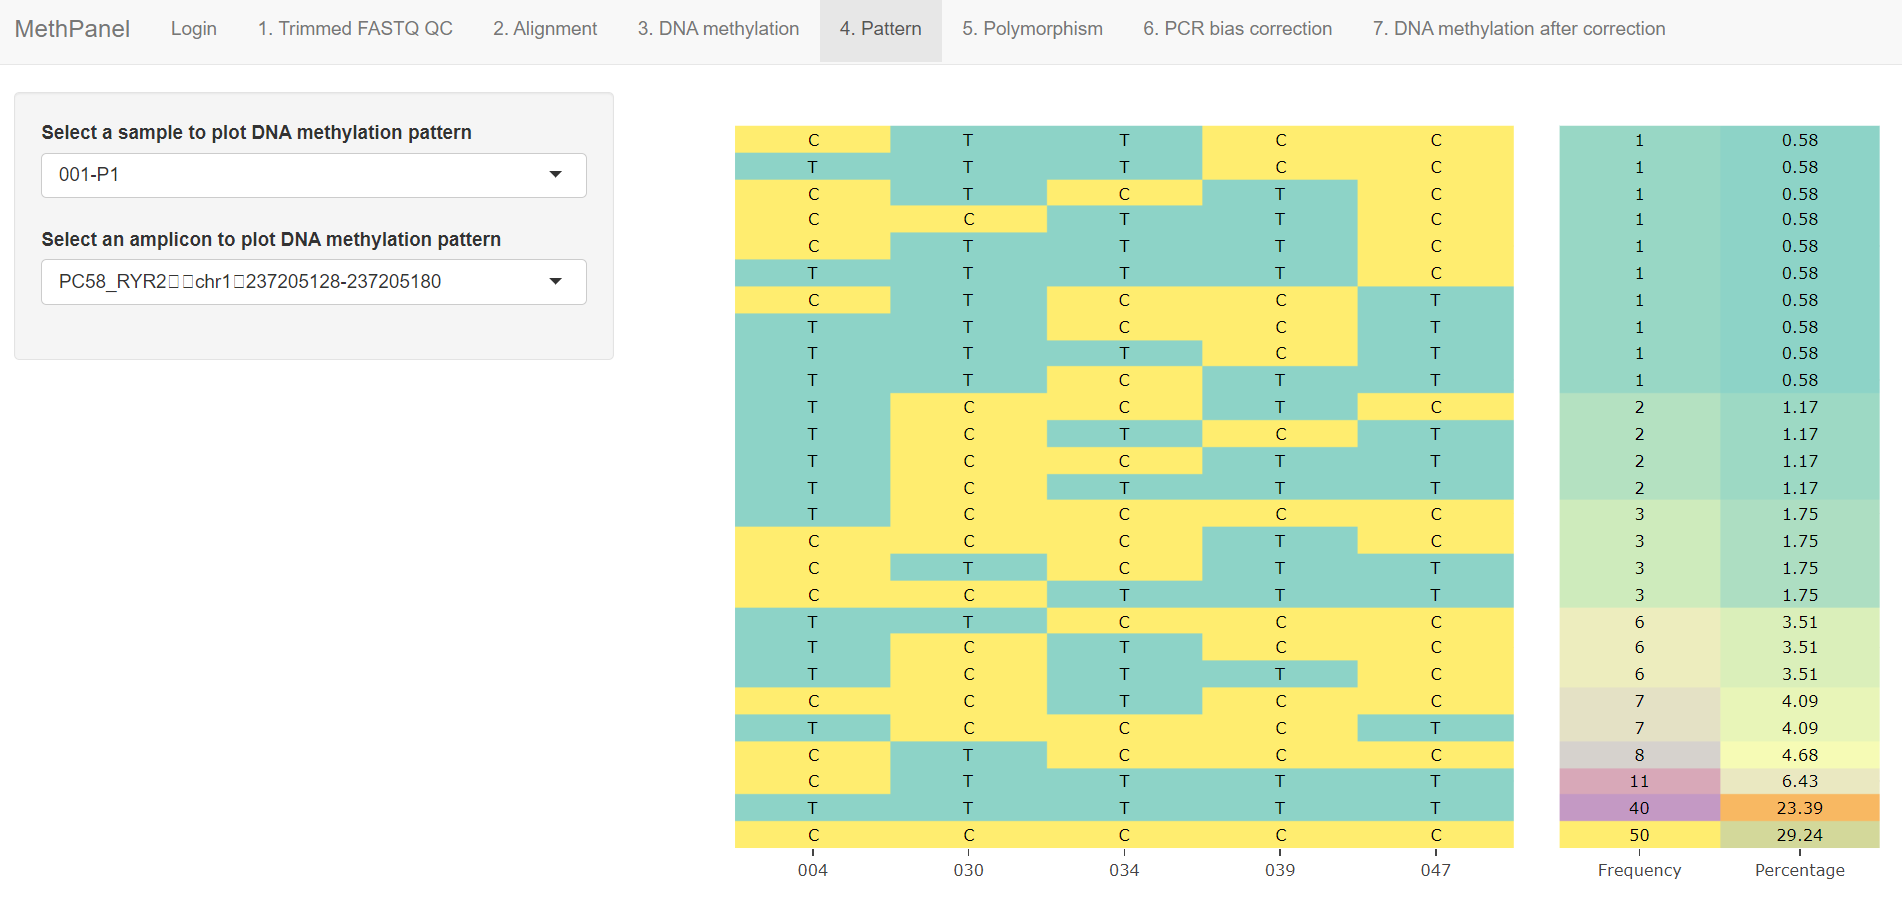 MethPanel Login 1. Trimmed FASTQ QC 2. Alignment 3. DNA methylation 4. Pattern 5. Polymorphism 6. PCR bias correction 7. DNA methylation after correction
Select a sample to plot DNA methylation pattern
001-P1
Select an amplicon to plot DNA methylation pattern
PC58_RYR2□□chr1□237205128-237205180
C T T C C 1 0.58
T T T C C 1 0.58
C T C T C 1 0.58
C C T T C 1 0.58
C T T T C 1 0.58
T T T T C 1 0.58
C T C C T 1 0.58
T T C C T 1 0.58
T T T C T 1 0.58
T T C T T 1 0.58
T C C T C 2 1.17
T C T C T 2 1.17
T C C T T 2 1.17
T C T T T 2 1.17
T C C C C 3 1.75
C C C T C 3 1.75
C T C T T 3 1.75
C C T T T 3 1.75
T T C C C 6 3.51
T C T C C 6 3.51
T C T T C 6 3.51
C C T C C 7 4.09
T C C C T 7 4.09
C T C C C 8 4.68
C T T T T 11 6.43
T T T T T 40 23.39
C C C C C 50 29.24
004 030 034 039 047 Frequency Percentage